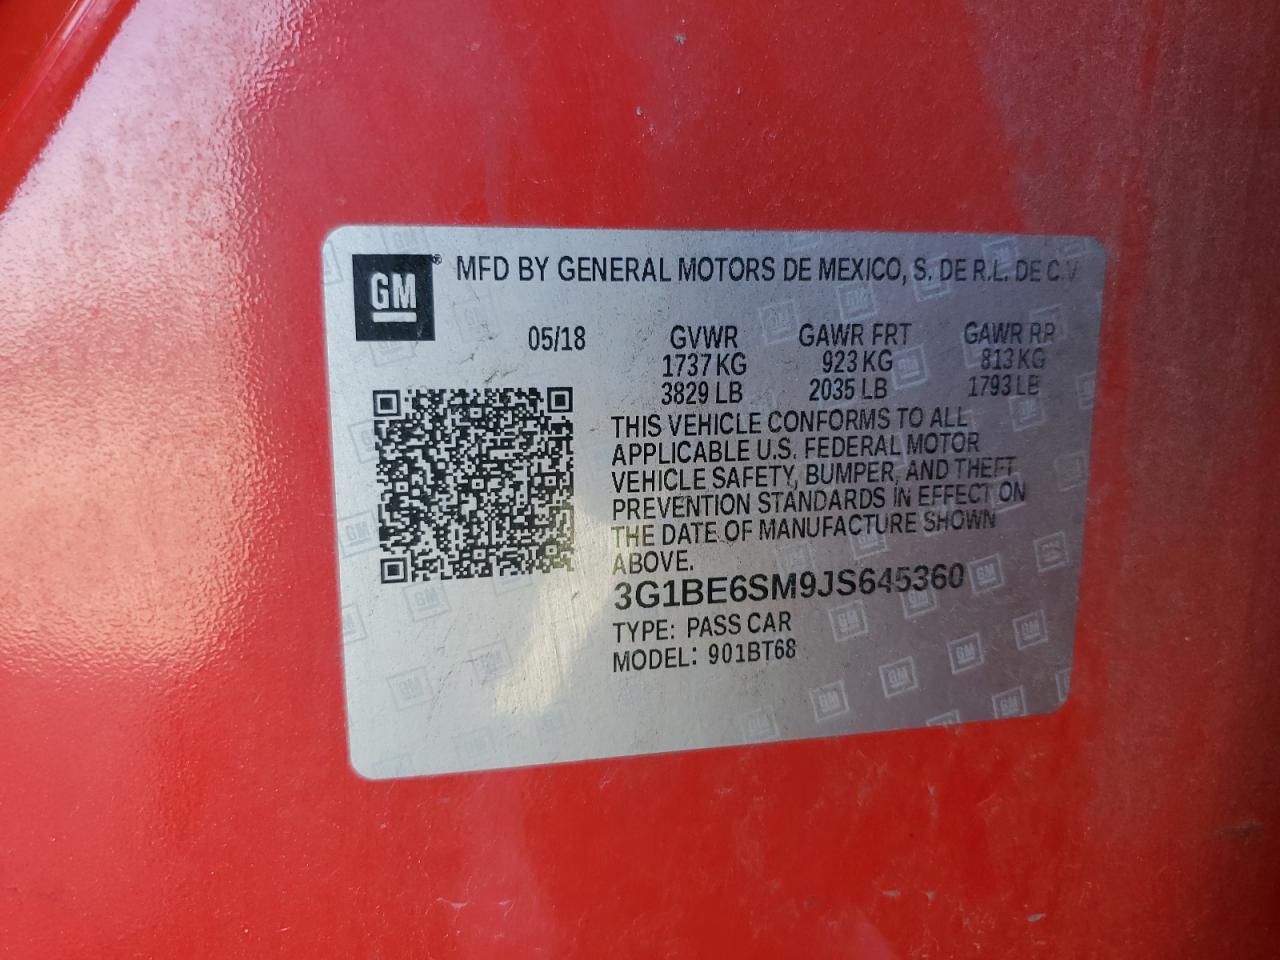 GM® MFD BY GENERAL MOTORS DE MEXICO, S. DE R.L. DE C.V
05/18 GVWR GAWR FRT GAWR RR
1737 KG 923 KG 813 KG
3829 LB 2035 LB 1793 LB
THIS VEHICLE CONFORMS TO ALL
APPLICABLE U.S. FEDERAL MOTOR
VEHICLE SAFETY, BUMPER, AND THEFT
PREVENTION STANDARDS IN EFFECT ON
THE DATE OF MANUFACTURE SHOWN
ABOVE.
3G1BE6SM9JS645360
TYPE: PASS CAR
MODEL: 901BT68